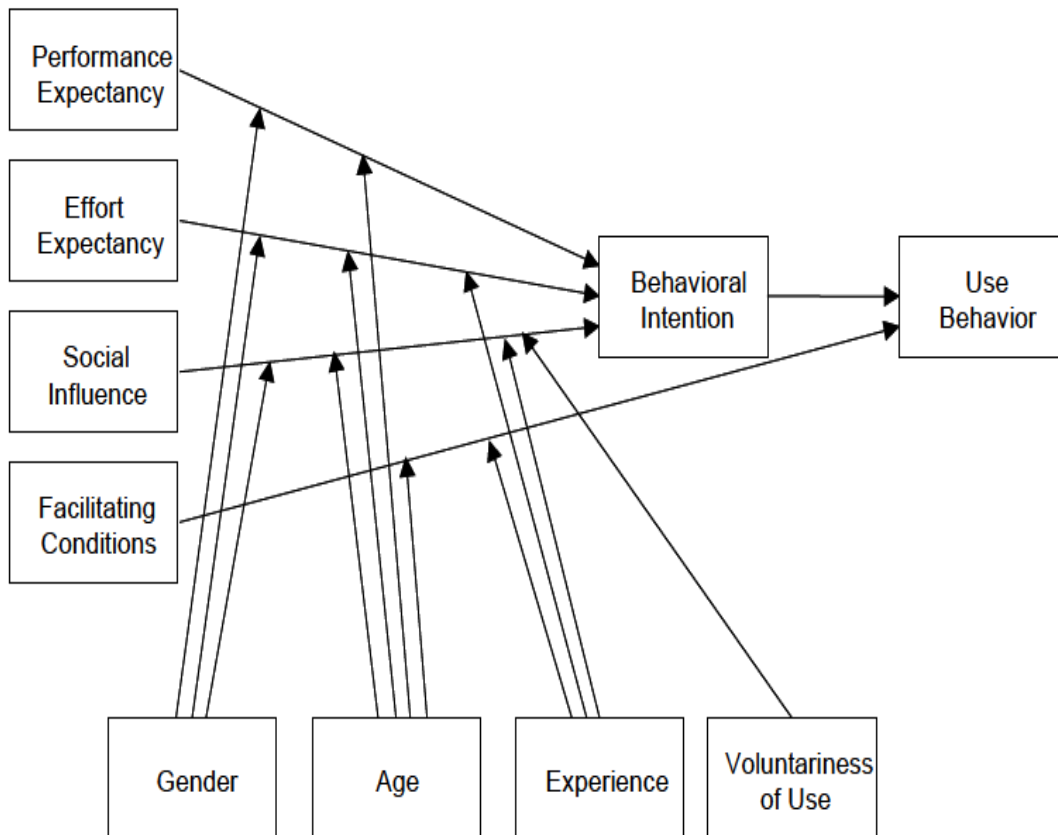 Performance
Expectancy
Effort
Expectancy
Social
Influence
Facilitating
Conditions
Behavioral
Intention
Use
Behavior
Gender
Age
Experience
Voluntariness
of Use